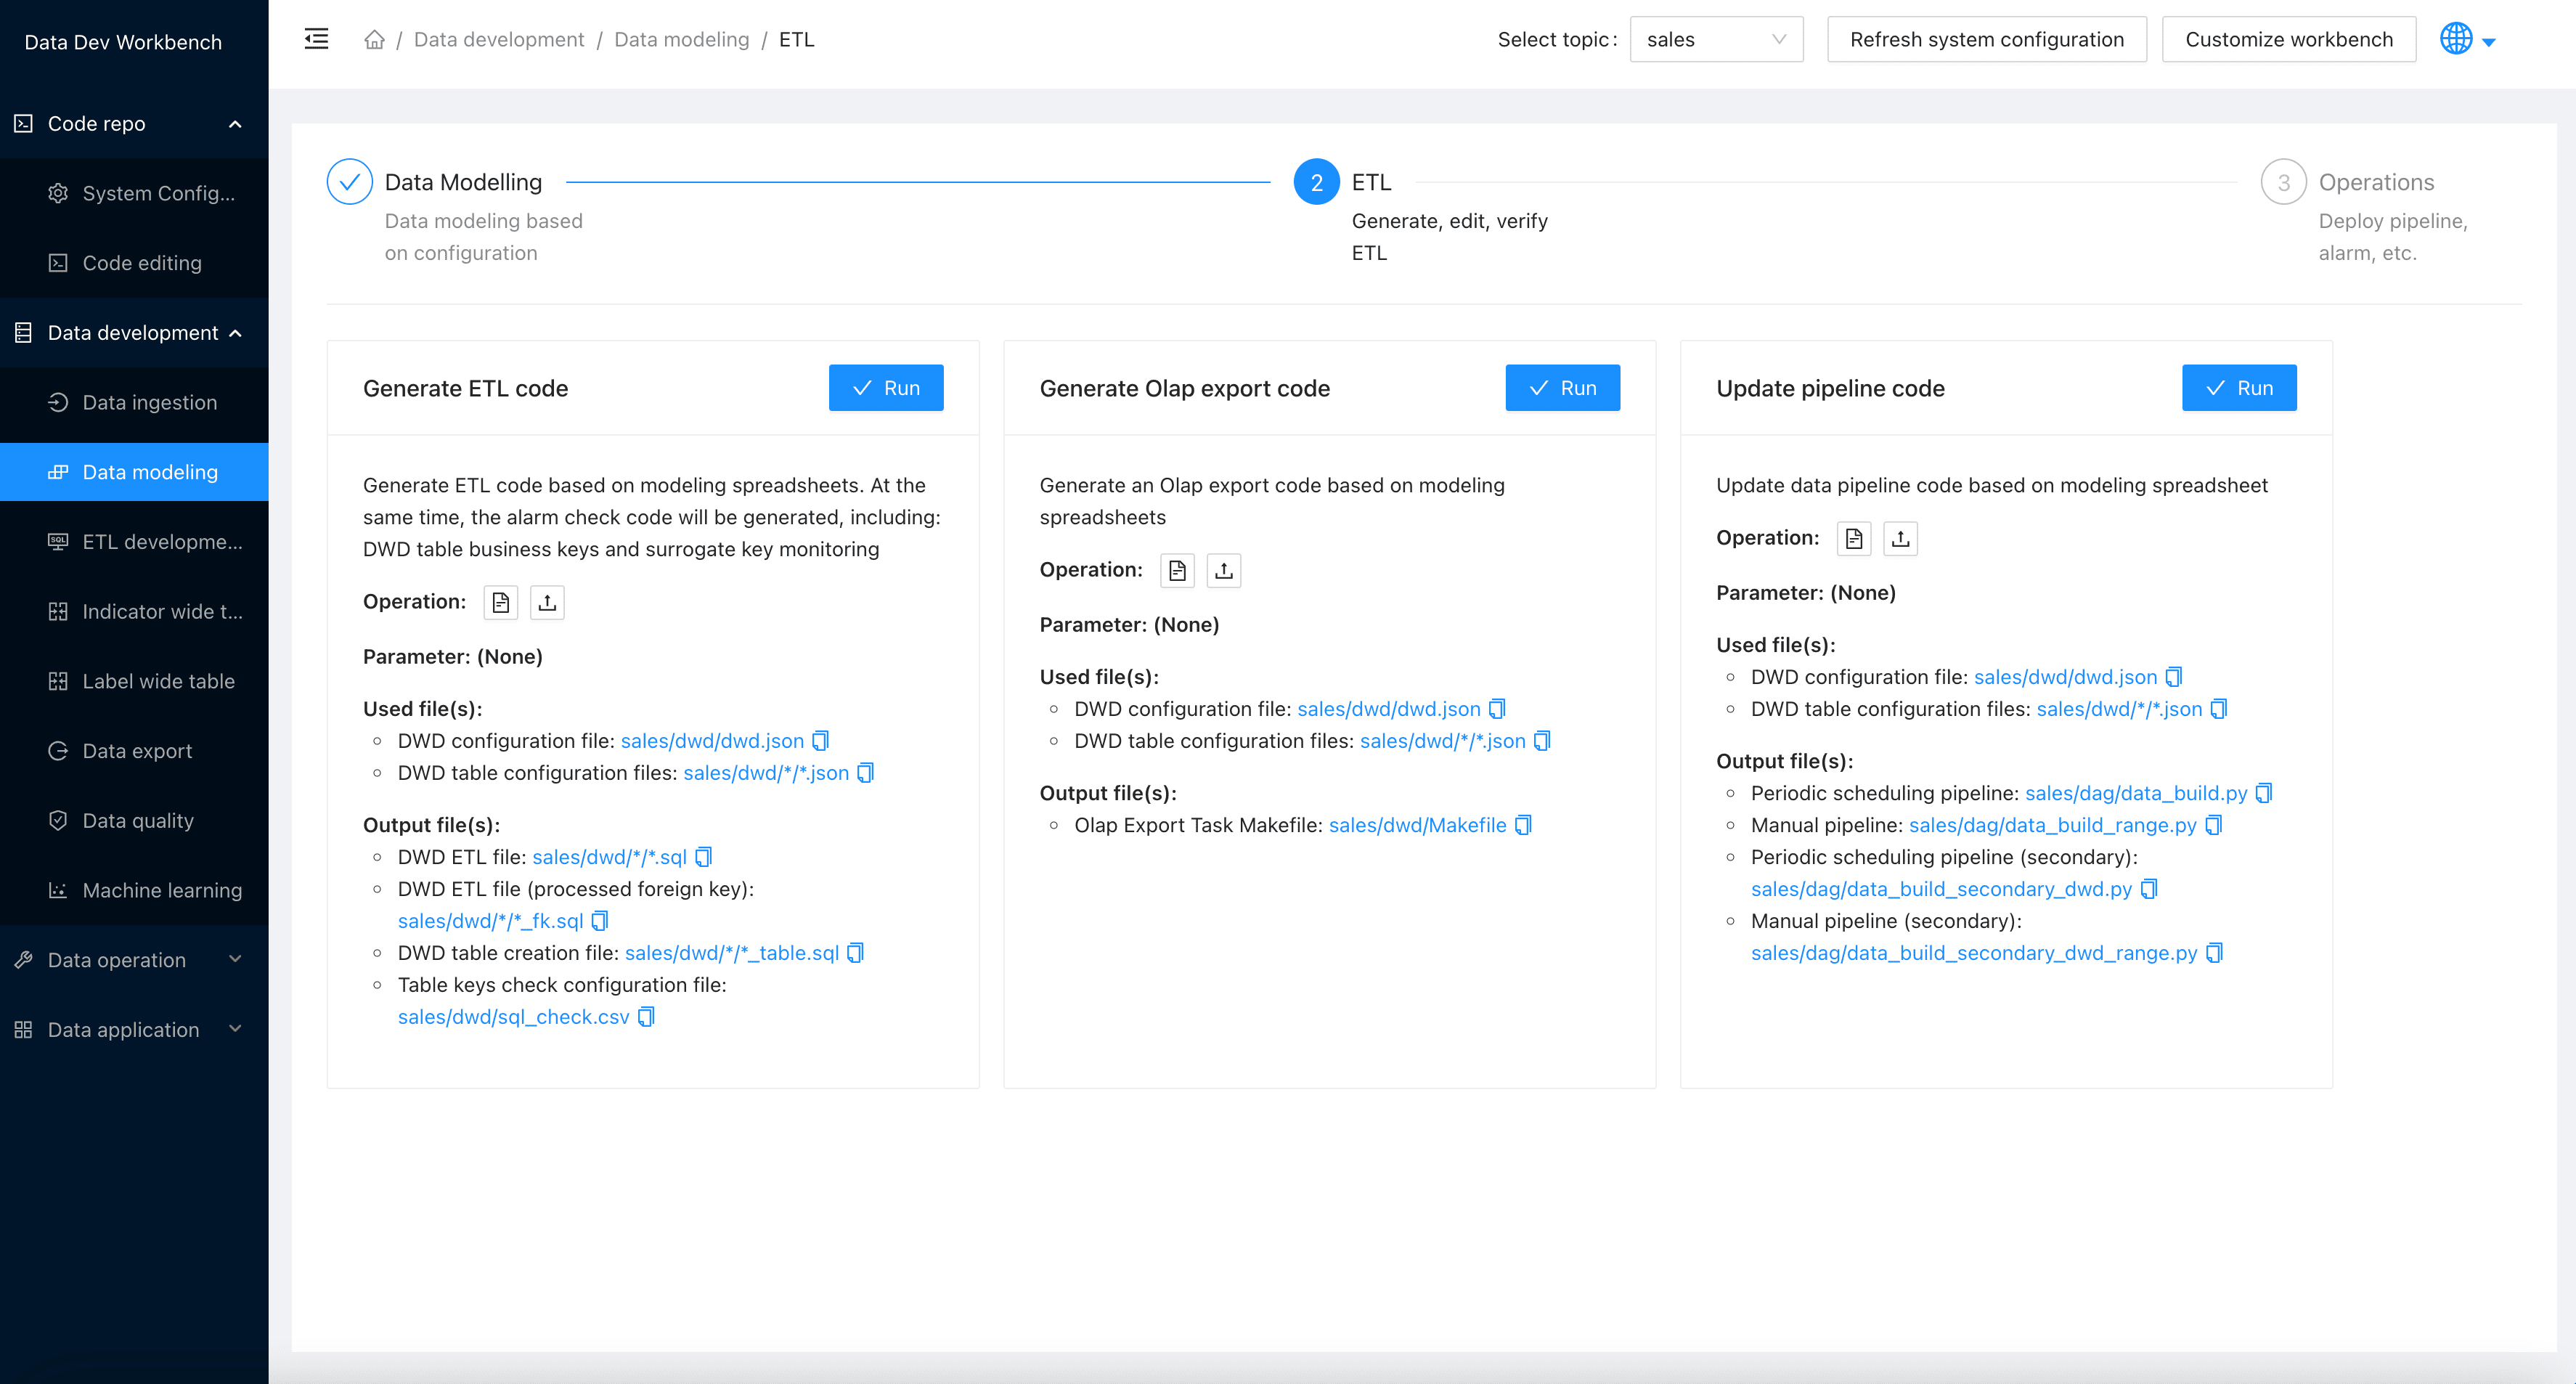 Data Dev Workbench
Code repo
System Config...
Code editing
Data development
Data ingestion
Data modeling
ETL developme...
Indicator wide t...
Label wide table
Data export
Data quality
Machine learning
Data operation
Data application
/ Data development / Data modeling / ETL
Select topic: sales
Refresh system configuration
Customize workbench
Data Modelling
Data modeling based
on configuration
2 ETL
Generate, edit, verify
ETL
3 Operations
Deploy pipeline,
alarm, etc.
Generate ETL code
Run
Generate ETL code based on modeling spreadsheets. At the
same time, the alarm check code will be generated, including:
DWD table business keys and surrogate key monitoring
Operation:
Parameter: (None)
Used file(s):
DWD configuration file: sales/dwd/dwd.json
DWD table configuration files: sales/dwd/*/*.json
Output file(s):
DWD ETL file: sales/dwd/*/*.sql
DWD ETL file (processed foreign key):
sales/dwd/*/*_fk.sql
DWD table creation file: sales/dwd/*/*_table.sql
Table keys check configuration file:
sales/dwd/sql_check.csv
Generate Olap export code
Run
Generate an Olap export code based on modeling
spreadsheets
Operation:
Parameter: (None)
Used file(s):
DWD configuration file: sales/dwd/dwd.json
DWD table configuration files: sales/dwd/*/*.json
Output file(s):
Olap Export Task Makefile: sales/dwd/Makefile
Update pipeline code
Run
Update data pipeline code based on modeling spreadsheet
Operation:
Parameter: (None)
Used file(s):
DWD configuration file: sales/dwd/dwd.json
DWD table configuration files: sales/dwd/*/*.json
Output file(s):
Periodic scheduling pipeline: sales/dag/data_build.py
Manual pipeline: sales/dag/data_build_range.py
Periodic scheduling pipeline (secondary):
sales/dag/data_build_secondary_dwd.py
Manual pipeline (secondary):
sales/dag/data_build_secondary_dwd_range.py